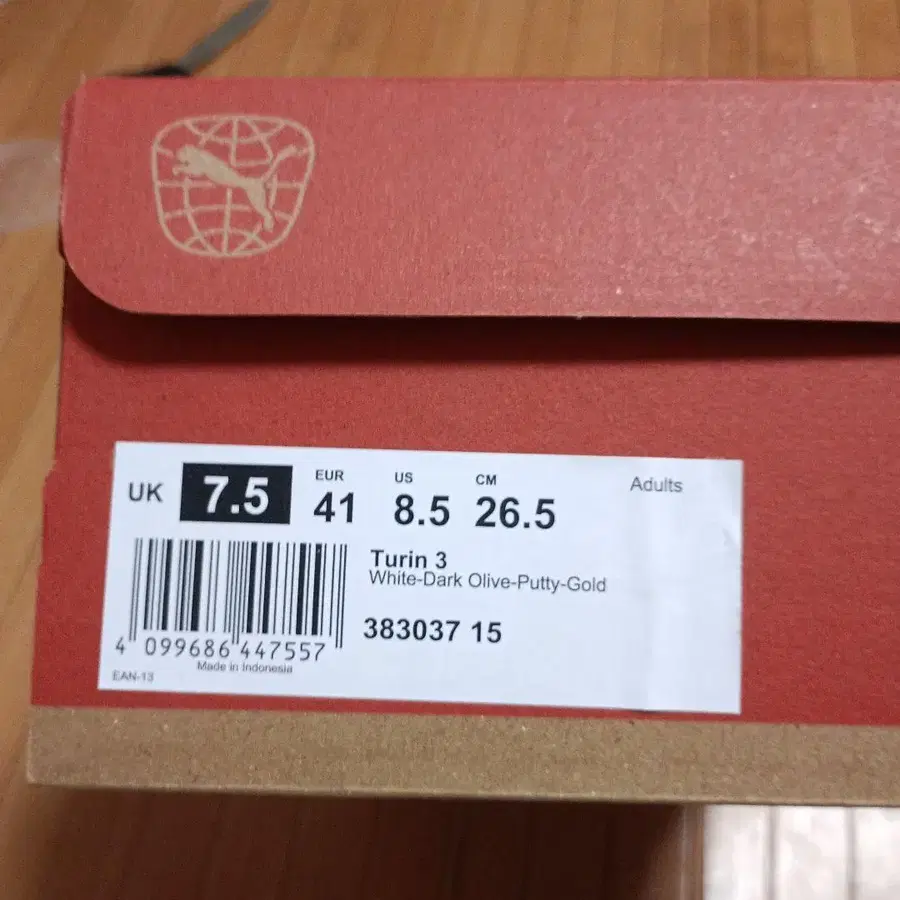 Adults
UK 7.5 EUR 41 US 8.5 CM 26.5
Turin 3
White-Dark Olive-Putty-Gold
383037 15
4 099686 447557
Made in Indonesia
EAN-13